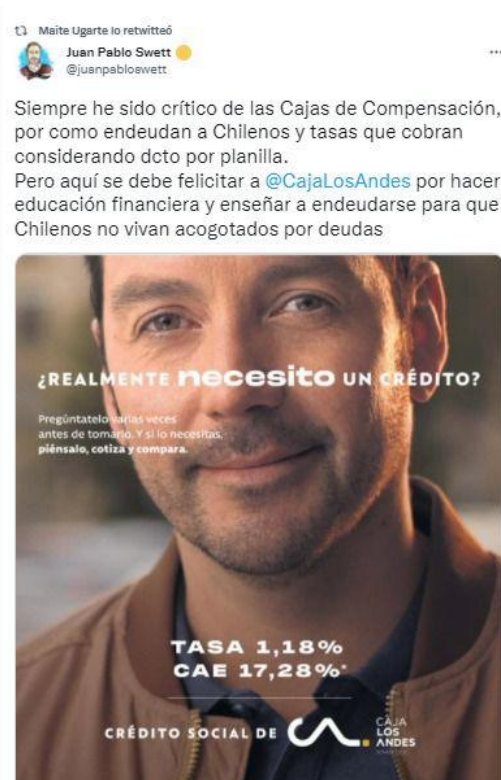 Maite Ugarte lo retwitteó
Juan Pablo Swett
@juanpabloswett
Siempre he sido crítico de las Cajas de Compensación,
por como endeudan a Chilenos y tasas que cobran
considerando dcto por planilla.
Pero aquí se debe felicitar a @CajaLosAndes por hacer
educación financiera y enseñar a endeudarse para que
Chilenos no vivan acogotados por deudas
¿REALMENTE necesito UN CRÉDITO?
Pregúntatelo varias veces
antes de tomarlo. Y si lo necesitas,
piénsalo, cotiza y compara.
TASA 1,18%
CAE 17,28%*
CRÉDITO SOCIAL DE CA.
CAJA
LOS
ANDES